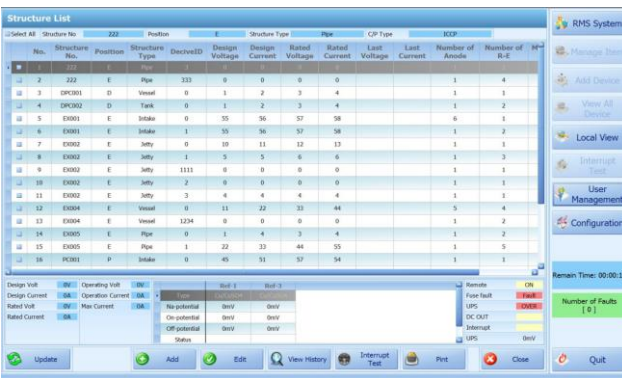 Structure List
Select All Structure No 222 Position E Structure Type Pipe C/P Type ICCP
No. Structure No. Position Structure Type DeciveID Design Voltage Design Current Rated Voltage Rated Current Last Voltage Last Current Number of Anode Number of R-E
2 222 E Pipe 333 0 0 0 0 1 4
3 DPC001 D Vessel 0 1 2 3 4 1 1
4 DPC002 D Tank 0 1 2 3 4 1 2
5 EX001 E Intake 0 55 56 57 58 6 1
6 EX001 E Intake 1 55 56 57 58 1 2
7 EX002 E Jetty 0 10 11 12 13 1 1
8 EX002 E Jetty 1 5 5 6 6 1 3
9 EX002 E Jetty 1111 0 0 0 0 1 1
10 EX002 E Jetty 2 0 0 0 0 1 1
11 EX002 E Jetty 3 4 4 4 4 1 1
12 EX004 E Vessel 0 11 22 33 44 5 4
13 EX004 E Vessel 1234 0 0 0 0 1 2
14 EX005 E Pipe 0 1 4 3 4 1 2
15 EX005 E Pipe 1 22 33 44 55 1 5
16 PC001 P Intake 0 45 51 57 54 1 1
Design Volt 0V Operating Volt 0V
Design Current 0A Operation Current 0A
Rated Volt 0V Max Current 0A
Rated Current 0A
Ref-1 Ref-3
Type
No-potential 0mV 0mV
On-potential 0mV 0mV
Off-potential 0mV 0mV
Status
Remote ON
Fuse fault Fault
UPS OVER
DC OUT
Interrupt
UPS 0mV
Update Add Edit View History Interrupt Test Pint Close
RMS System
Manage Item
Add Device
View All Device
Local View
Interrupt Test
User Management
Configuration
Remain Time: 00:00:1
Number of Faults
[ 0 ]
Quit